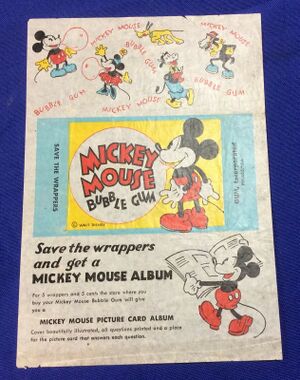 MICKEY MOUSE
BUBBLE GUM
BUBBLE GUM
MICKEY MOUSE
BUBBLE GUM
SAVE THE WRAPPERS
MICKEY
MOUSE
BUBBLE GUM
© WALT DISNEY
GUM, Incorporated
PHILADELPHIA
Save the wrappers
and get a
MICKEY MOUSE ALBUM
For 5 wrappers and 5 cents the store where you
buy your Mickey Mouse Bubble Gum will give
you a
MICKEY MOUSE PICTURE CARD ALBUM
Cover beautifully illustrated, all questions printed and a place
for the picture card that answers each question.